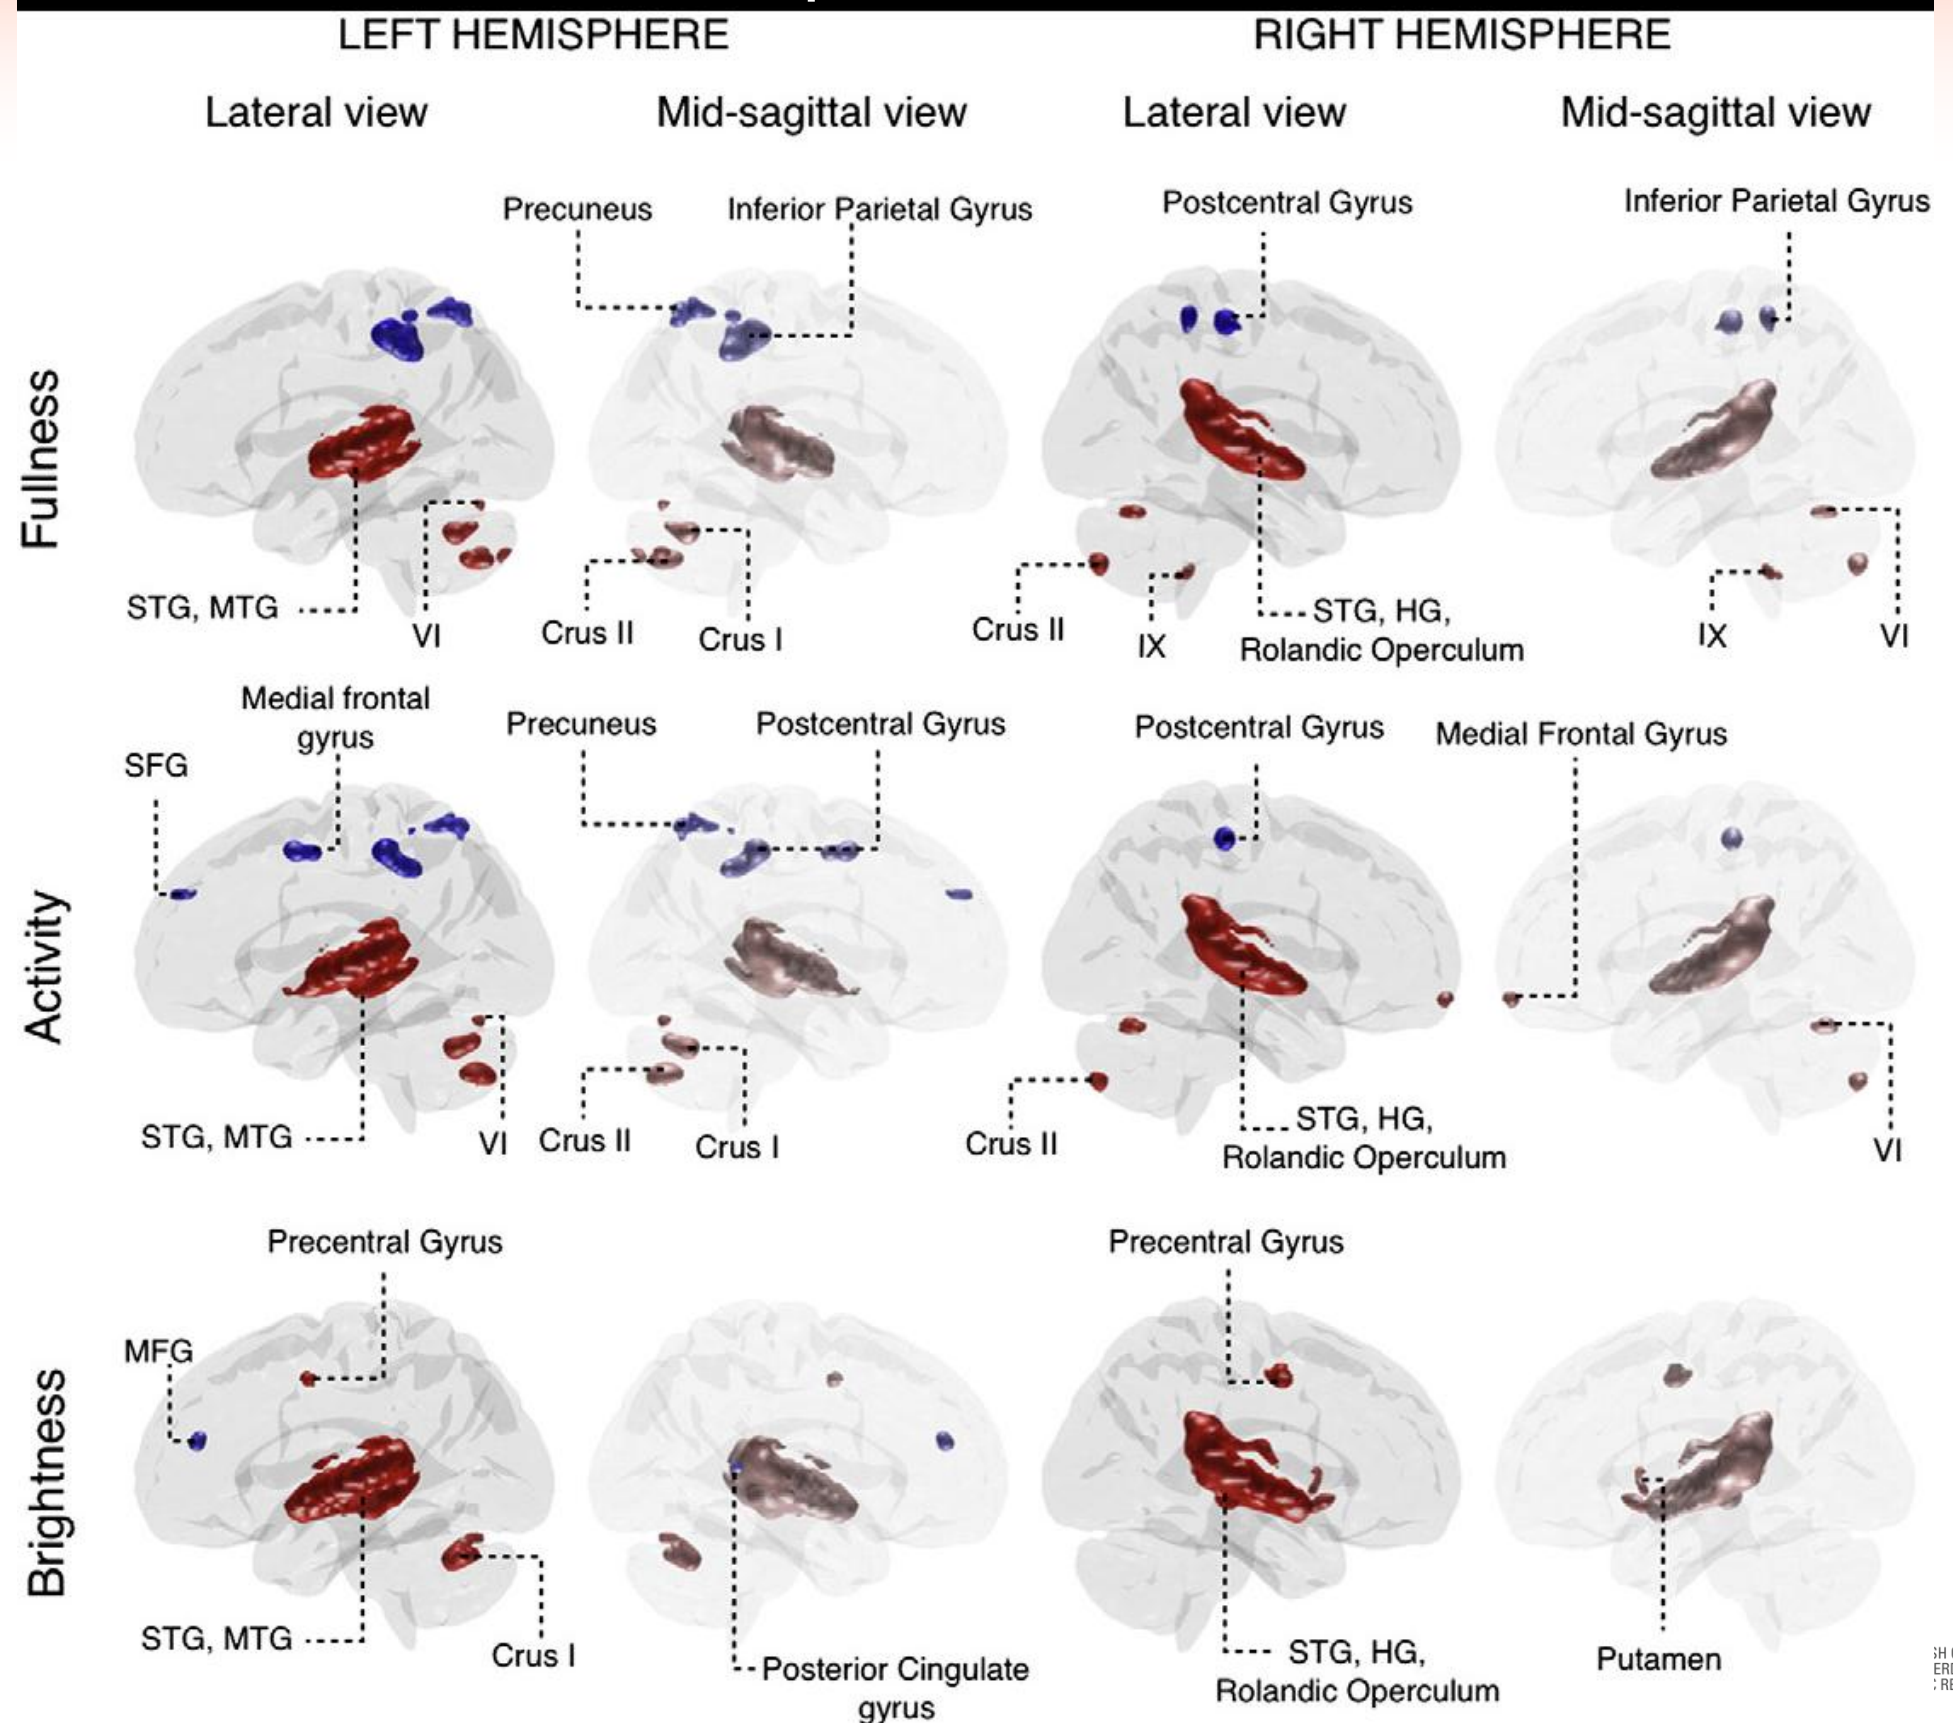 LEFT HEMISPHERE
RIGHT HEMISPHERE
Lateral view
Mid-sagittal view
Lateral view
Mid-sagittal view
Fullness
Precuneus
Inferior Parietal Gyrus
Postcentral Gyrus
Inferior Parietal Gyrus
STG, MTG
VI
Crus II
Crus I
Crus II
IX
STG, HG,
Rolandic Operculum
IX
VI
Activity
SFG
Medial frontal
gyrus
Precuneus
Postcentral Gyrus
Postcentral Gyrus
Medial Frontal Gyrus
STG, MTG
VI
Crus II
Crus I
Crus II
STG, HG,
Rolandic Operculum
VI
Brightness
MFG
Precentral Gyrus
Precentral Gyrus
STG, MTG
Crus I
Posterior Cingulate
gyrus
STG, HG,
Rolandic Operculum
Putamen